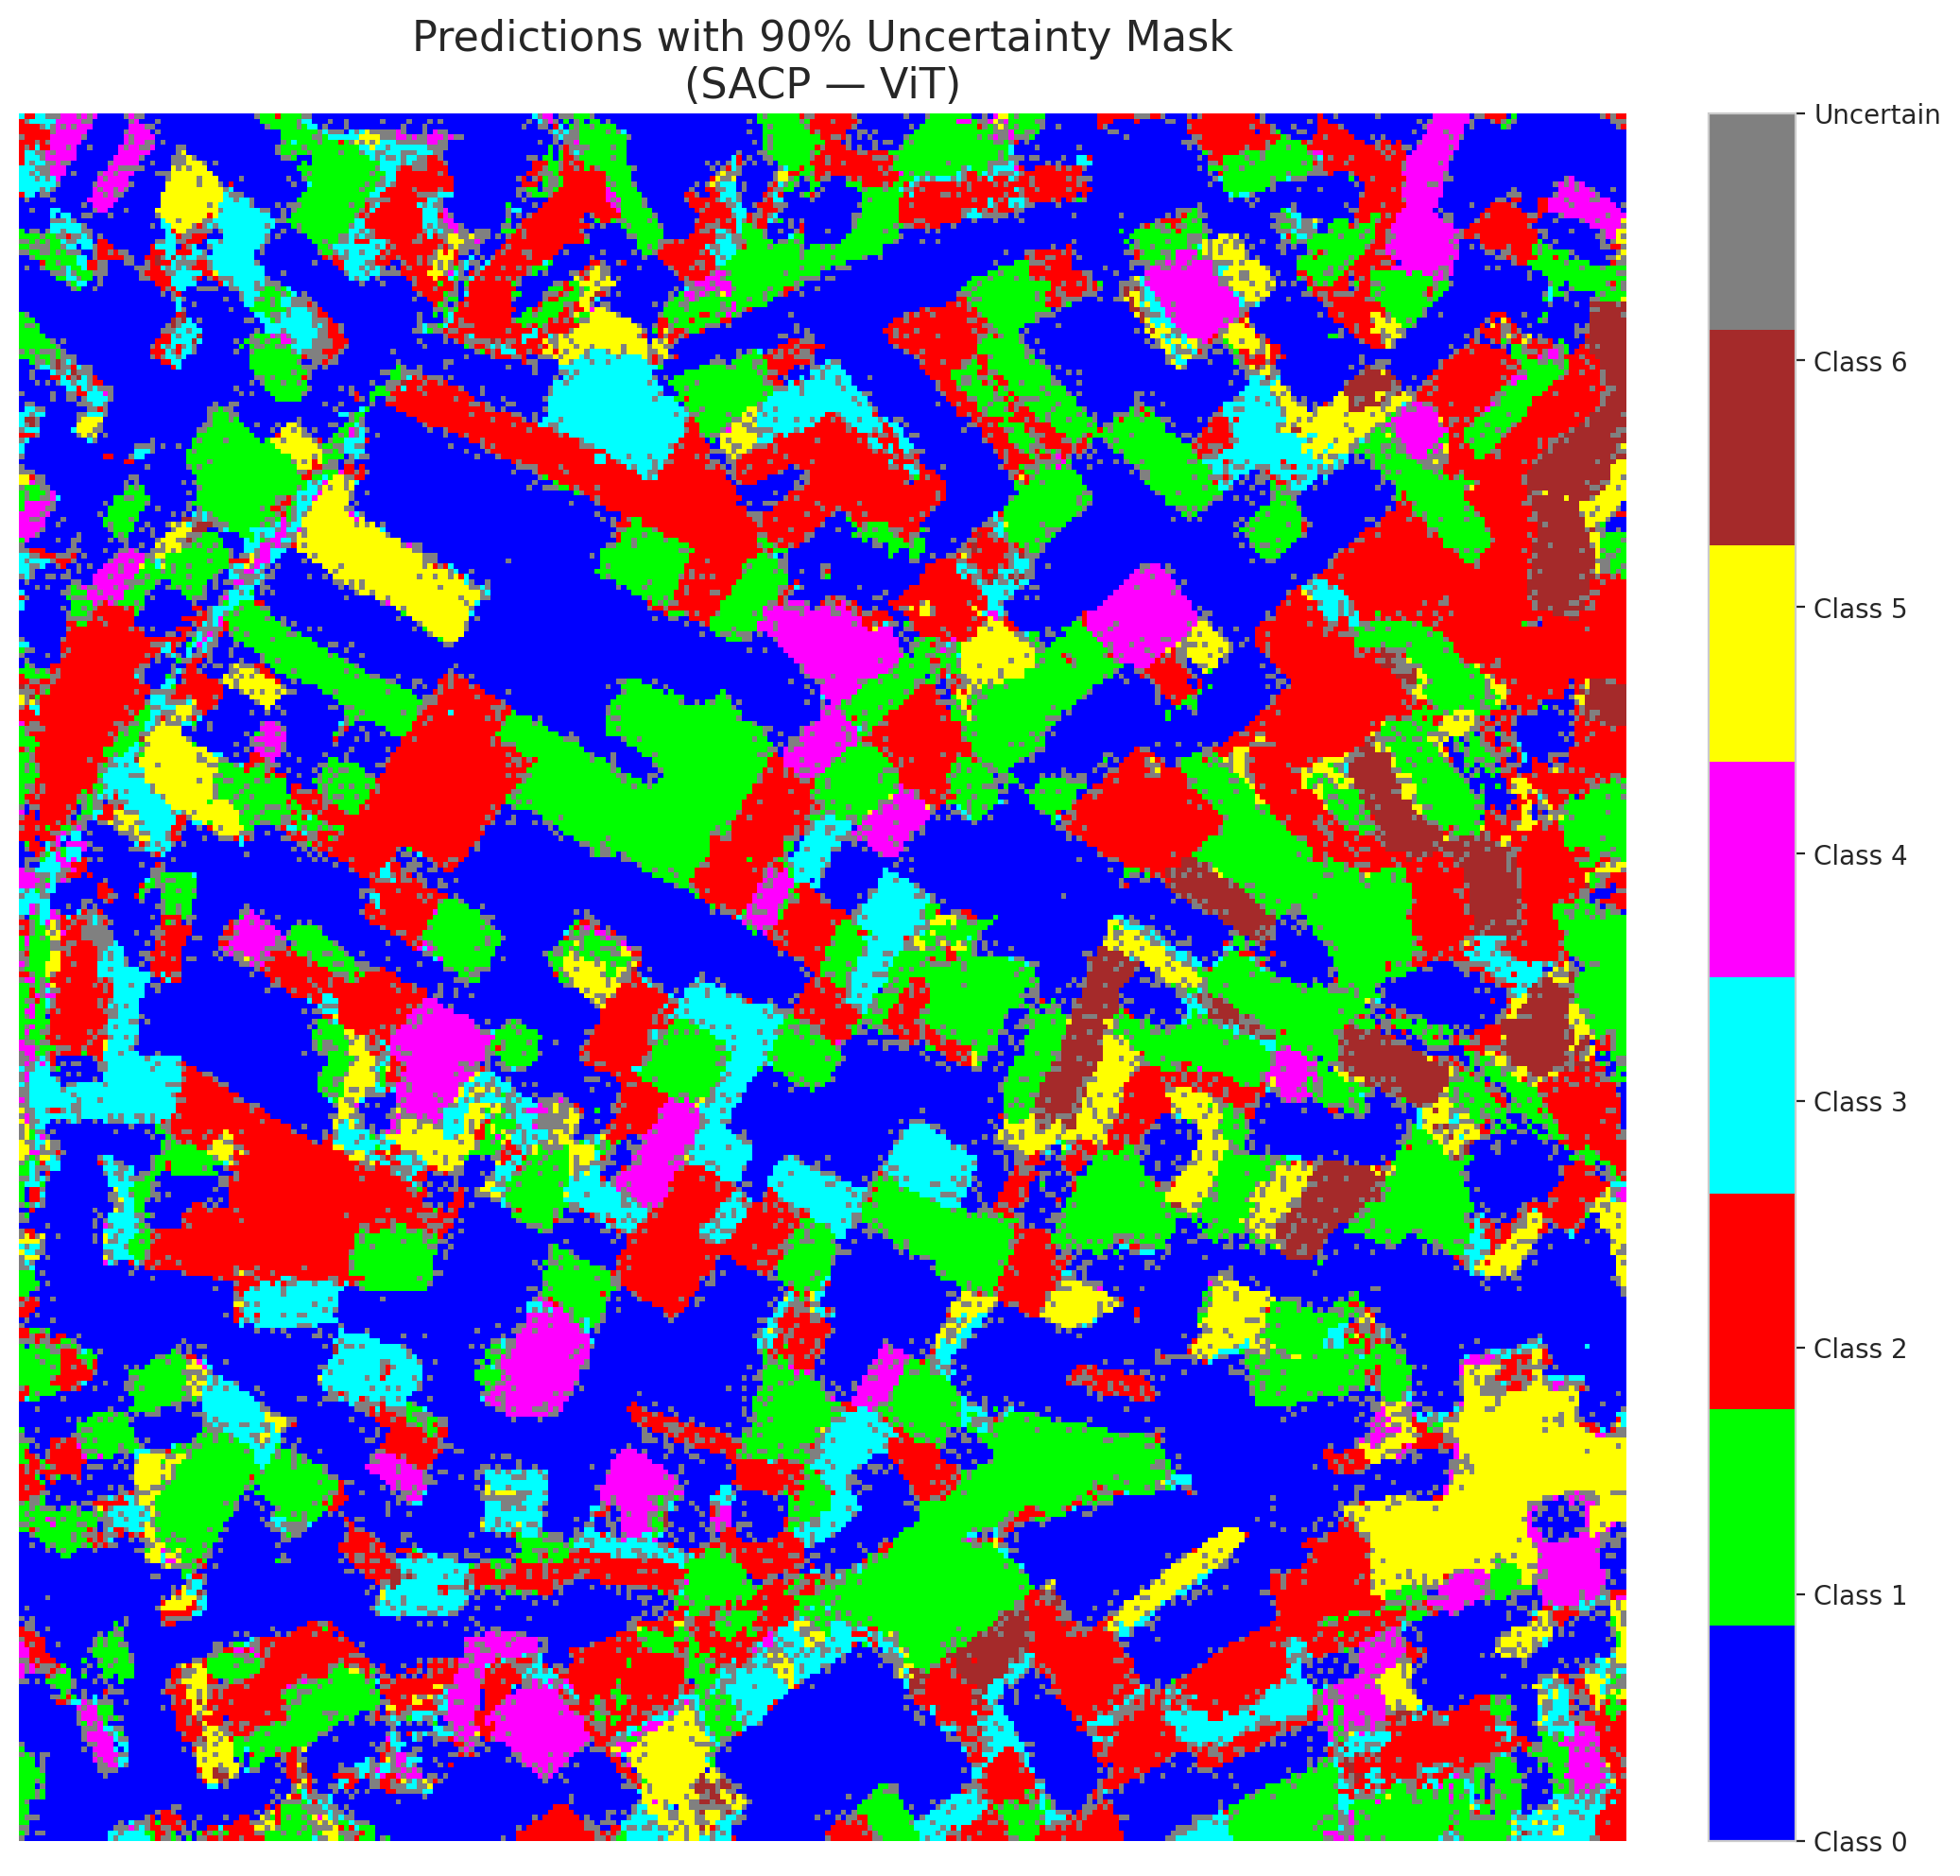 Predictions with 90% Uncertainty Mask
(SACP — ViT)
Uncertain
Class 6
Class 5
Class 4
Class 3
Class 2
Class 1
Class 0